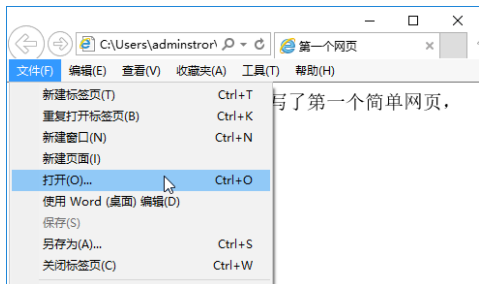 C:\Users\adminstror\
第一个网页
文件(F) 编辑(E) 查看(V) 收藏夹(A) 工具(T) 帮助(H)
新建标签页(T) Ctrl+T
写了第一个简单网页，
重复打开标签页(B) Ctrl+K
新建窗口(N) Ctrl+N
新建页面(I)
打开(O)... Ctrl+O
使用 Word (桌面) 编辑(D)
保存(S)
另存为(A)... Ctrl+S
关闭标签页(C) Ctrl+W